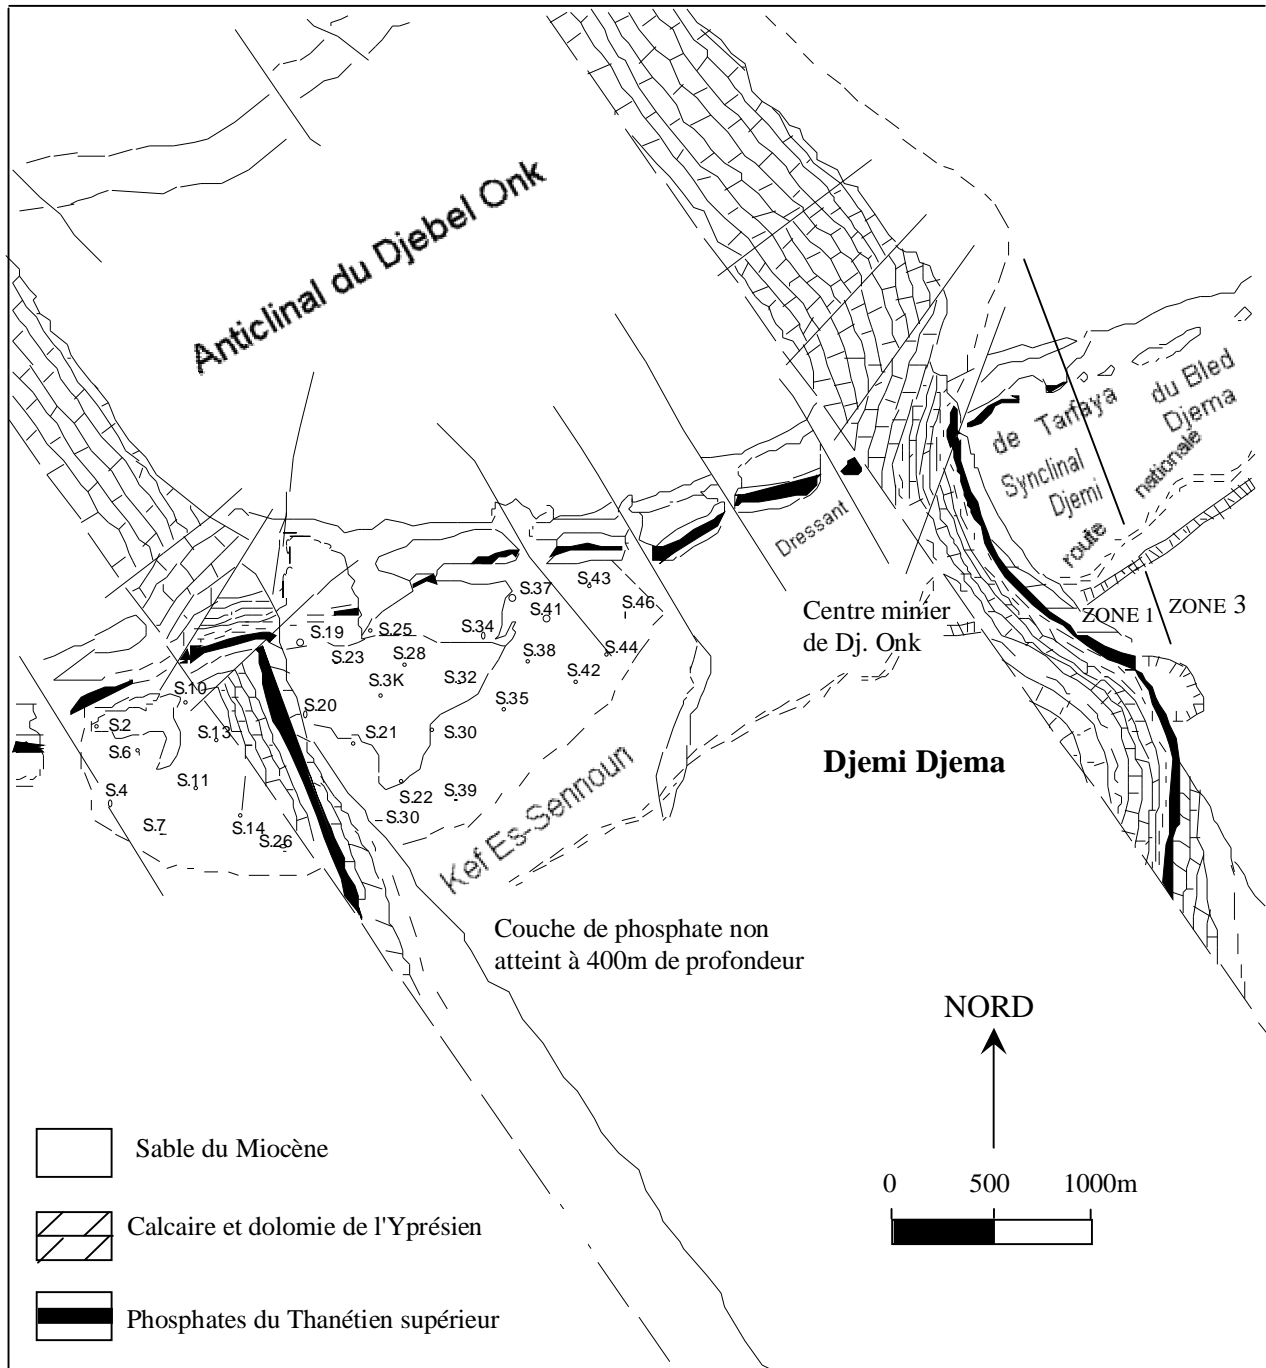 Anticlinal du Djebel Onk
du Bled
Djema
de Tarfaya
Synclinal
Djemi
route nationale
Dressant
ZONE 1
ZONE 3
Centre minier
de Dj. Onk
S.43
S.37
S.41
S.46
S.19
S.25
S.34
S.23
S.28
S.38
S.44
S.42
S.3K
S.32
S.10
S.20
S.35
S.2
S.13
S.21
S.30
S.6
S.11
S.4
S.22
S.39
S.7
S.14
S.30
S.26
Kef Es-Sennoun
Djemi Djema
Couche de phosphate non
atteint à 400m de profondeur
NORD
0 500 1000m
Sable du Miocène
Calcaire et dolomie de l'Yprésien
Phosphates du Thanétien supérieur